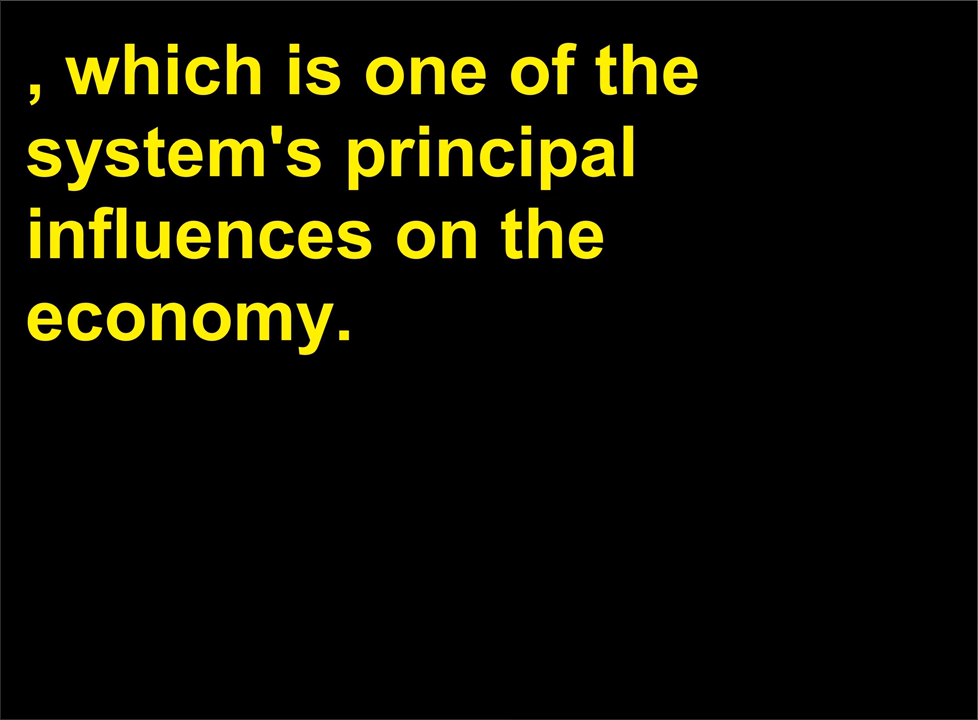 , which is one of the
system's principal
influences on the
economy.